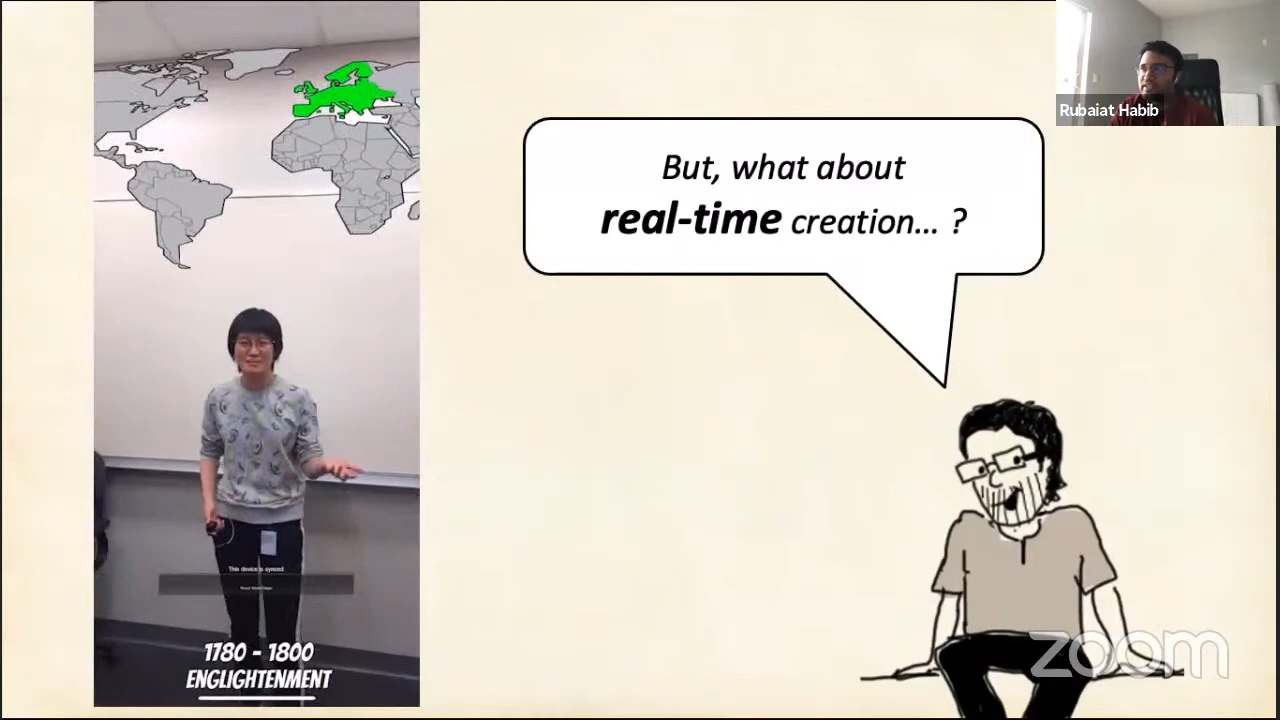 Rubaiat Habib
But, what about
real-time creation... ?
This device is synced.
1780 - 1800
ENGLIGHTENMENT
zoom